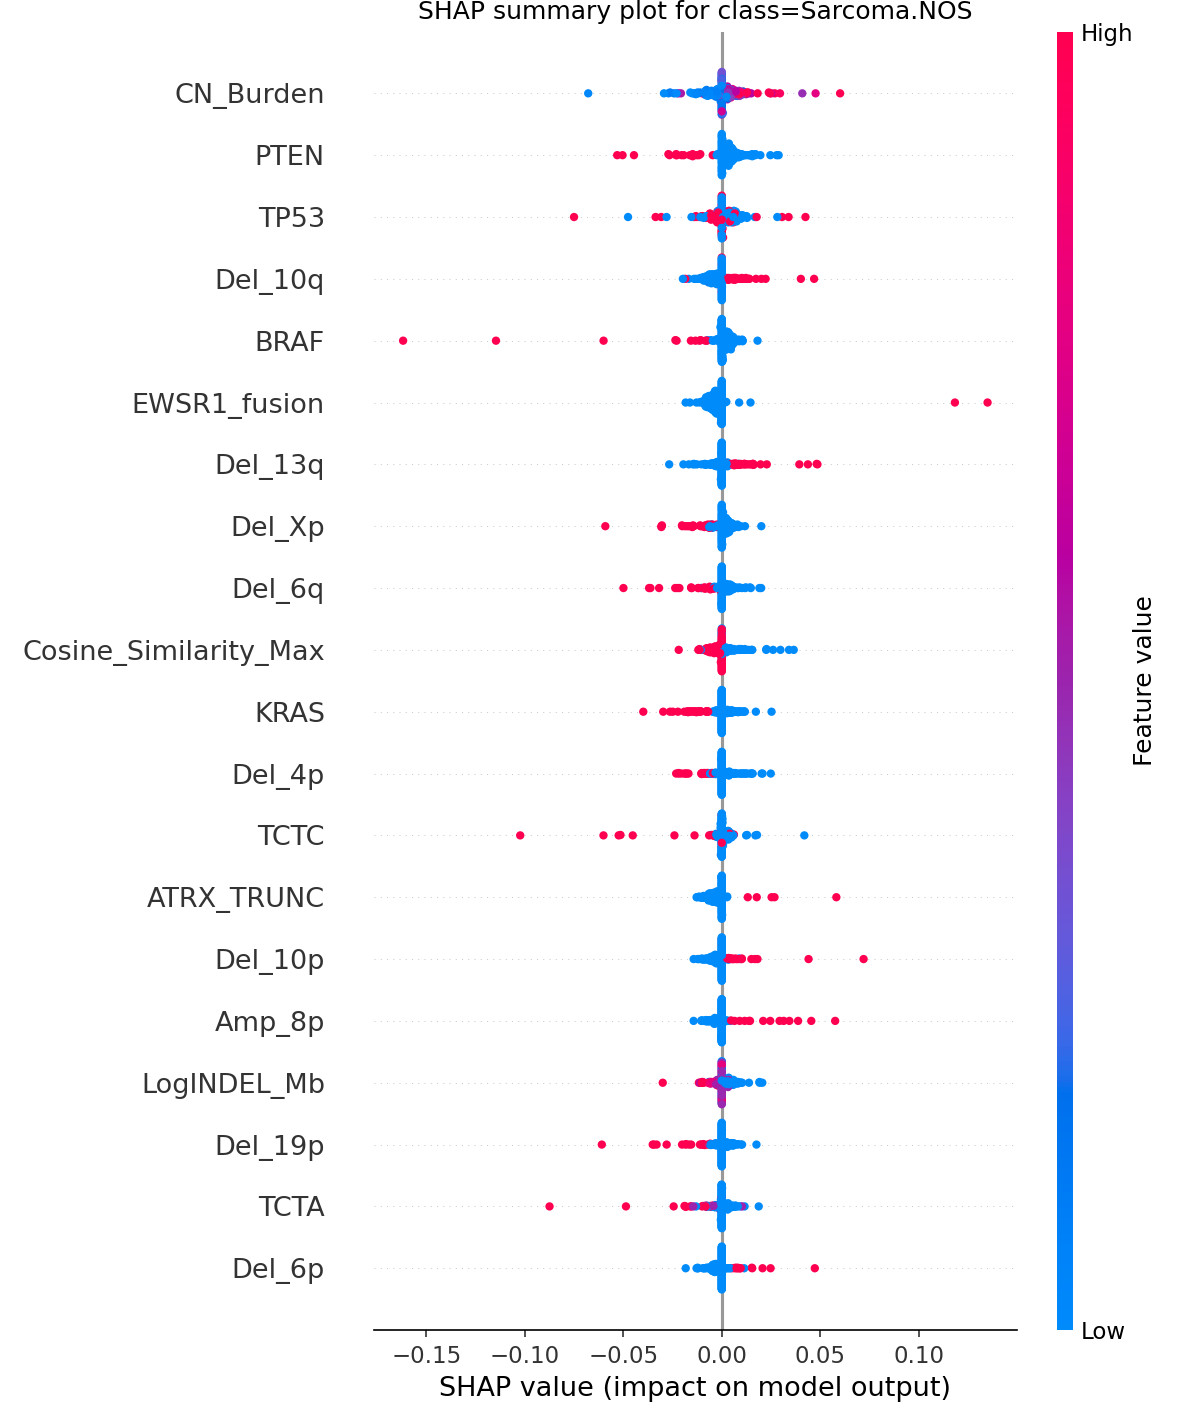 SHAP summary plot for class=Sarcoma.NOS
High
CN_Burden
PTEN
TP53
Del_10q
BRAF
EWSR1_fusion
Del_13q
Del_Xp
Del_6q
Cosine_Similarity_Max
KRAS
Del_4p
TCTC
ATRX_TRUNC
Del_10p
Amp_8p
LogINDEL_Mb
Del_19p
TCTA
Del_6p
Feature value
Low
−0.15 −0.10 −0.05 0.00 0.05 0.10
SHAP value (impact on model output)